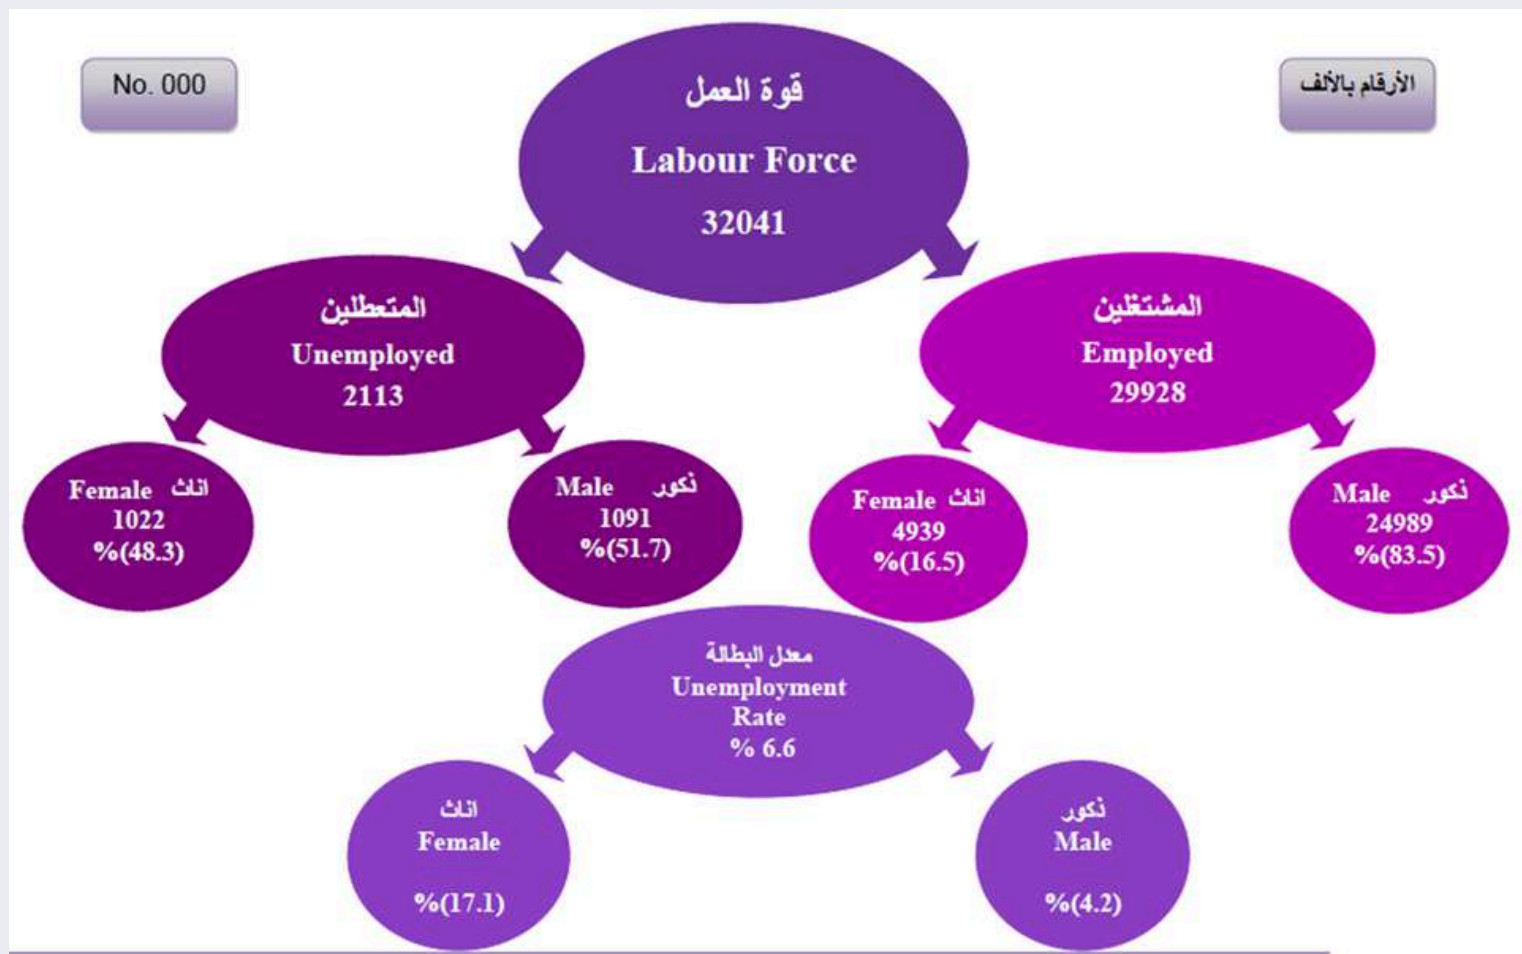 No. 000
الأرقام بالألف
قوة العمل
Labour Force
32041
المتعطلين
Unemployed
2113
المشتغلين
Employed
29928
Female اناث
1022
%(48.3)
Male ذكور
1091
%(51.7)
Female اناث
4939
%(16.5)
Male ذكور
24989
%(83.5)
معدل البطالة
Unemployment
Rate
% 6.6
اناث
Female
%(17.1)
ذكور
Male
%(4.2)